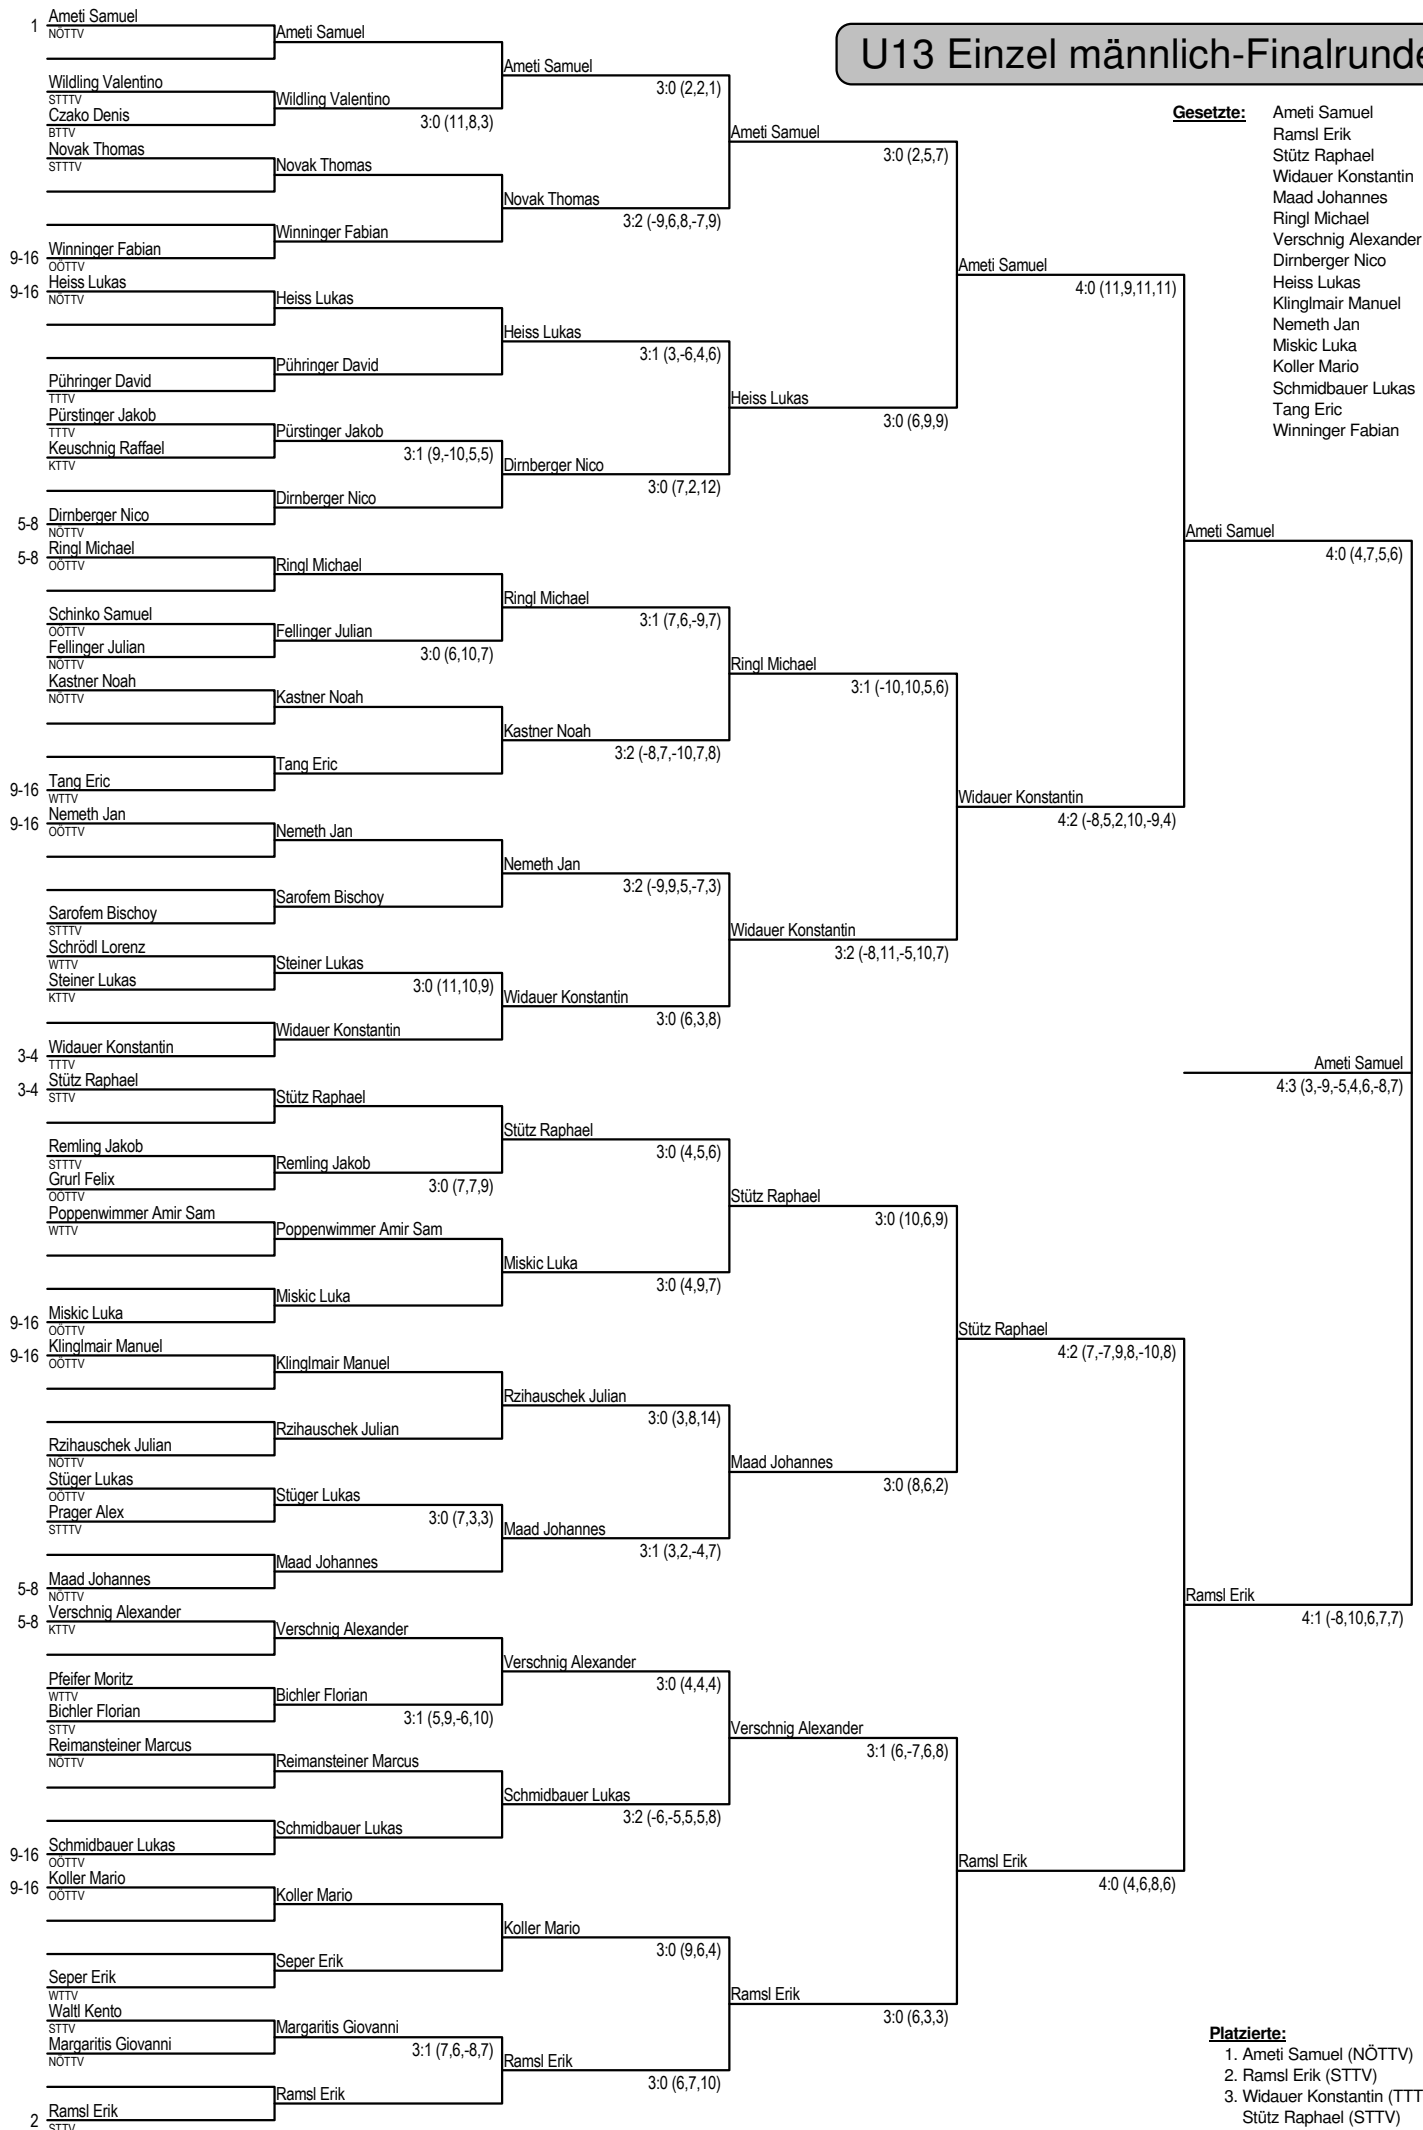 U13 Einzel männlich-Finalrunde
Gesetzte:
Ameti Samuel
Ramsl Erik
Stütz Raphael
Widauer Konstantin
Maad Johannes
Ringl Michael
Verschnig Alexander
Dirnberger Nico
Heiss Lukas
Klinglmair Manuel
Nemeth Jan
Miskic Luka
Koller Mario
Schmidbauer Lukas
Tang Eric
Winninger Fabian
1 Ameti Samuel
NÖTTV
Wildling Valentino
STTTV
Czako Denis
BTTV
Novak Thomas
STTTV
9-16 Winninger Fabian
OÖTTV
9-16 Heiss Lukas
NÖTTV
Pühringer David
TTTV
Pürstinger Jakob
TTTV
Keuschnig Raffael
KTTV
5-8 Dirnberger Nico
NÖTTV
5-8 Ringl Michael
OÖTTV
Schinko Samuel
OÖTTV
Fellinger Julian
NÖTTV
Kastner Noah
NÖTTV
9-16 Tang Eric
WTTV
9-16 Nemeth Jan
OÖTTV
Sarofem Bischoy
STTTV
Schrödl Lorenz
WTTV
Steiner Lukas
KTTV
3-4 Widauer Konstantin
TTTV
3-4 Stütz Raphael
STTV
Remling Jakob
STTTV
Grurl Felix
OÖTTV
Poppenwimmer Amir Sam
WTTV
9-16 Miskic Luka
OÖTTV
9-16 Klinglmair Manuel
OÖTTV
Rzihauschek Julian
NÖTTV
Stüger Lukas
OÖTTV
Prager Alex
STTTV
5-8 Maad Johannes
NÖTTV
5-8 Verschnig Alexander
KTTV
Pfeifer Moritz
WTTV
Bichler Florian
STTV
Reimansteiner Marcus
NÖTTV
9-16 Schmidbauer Lukas
OÖTTV
9-16 Koller Mario
OÖTTV
Seper Erik
WTTV
Waltl Kento
STTV
Margaritis Giovanni
NÖTTV
2 Ramsl Erik
STTV
Ameti Samuel
Wildling Valentino
3:0 (11,8,3)
Novak Thomas
Winninger Fabian
Heiss Lukas
Pühringer David
Pürstinger Jakob
3:1 (9,-10,5,5)
Dirnberger Nico
Ringl Michael
Fellinger Julian
3:0 (6,10,7)
Kastner Noah
Tang Eric
Nemeth Jan
Sarofem Bischoy
Steiner Lukas
3:0 (11,10,9)
Widauer Konstantin
Stütz Raphael
Remling Jakob
3:0 (7,7,9)
Poppenwimmer Amir Sam
Miskic Luka
Klinglmair Manuel
Rzihauschek Julian
Stüger Lukas
3:0 (7,3,3)
Maad Johannes
Verschnig Alexander
Bichler Florian
3:1 (5,9,-6,10)
Reimansteiner Marcus
Schmidbauer Lukas
Koller Mario
Seper Erik
Margaritis Giovanni
3:1 (7,6,-8,7)
Ramsl Erik
Ameti Samuel
3:0 (2,2,1)
Novak Thomas
3:2 (-9,6,8,-7,9)
Heiss Lukas
3:1 (3,-6,4,6)
Dirnberger Nico
3:0 (7,2,12)
Ringl Michael
3:1 (7,6,-9,7)
Kastner Noah
3:2 (-8,7,-10,7,8)
Nemeth Jan
3:2 (-9,9,5,-7,3)
Widauer Konstantin
3:0 (6,3,8)
Stütz Raphael
3:0 (4,5,6)
Miskic Luka
3:0 (4,9,7)
Rzihauschek Julian
3:0 (3,8,14)
Maad Johannes
3:1 (3,2,-4,7)
Verschnig Alexander
3:0 (4,4,4)
Schmidbauer Lukas
3:2 (-6,-5,5,5,8)
Koller Mario
3:0 (9,6,4)
Ramsl Erik
3:0 (6,7,10)
Ameti Samuel
3:0 (2,5,7)
Heiss Lukas
3:0 (6,9,9)
Ringl Michael
3:1 (-10,10,5,6)
Widauer Konstantin
3:2 (-8,11,-5,10,7)
Stütz Raphael
3:0 (10,6,9)
Maad Johannes
3:0 (8,6,2)
Verschnig Alexander
3:1 (6,-7,6,8)
Ramsl Erik
3:0 (6,3,3)
Ameti Samuel
4:0 (11,9,11,11)
Widauer Konstantin
4:2 (-8,5,2,10,-9,4)
Stütz Raphael
4:2 (7,-7,9,8,-10,8)
Ramsl Erik
4:0 (4,6,8,6)
Ameti Samuel
4:0 (4,7,5,6)
Ramsl Erik
4:1 (-8,10,6,7,7)
Ameti Samuel
4:3 (3,-9,-5,4,6,-8,7)
Platzierte:
1. Ameti Samuel (NÖTTV)
2. Ramsl Erik (STTV)
3. Widauer Konstantin (TTT
Stütz Raphael (STTV)